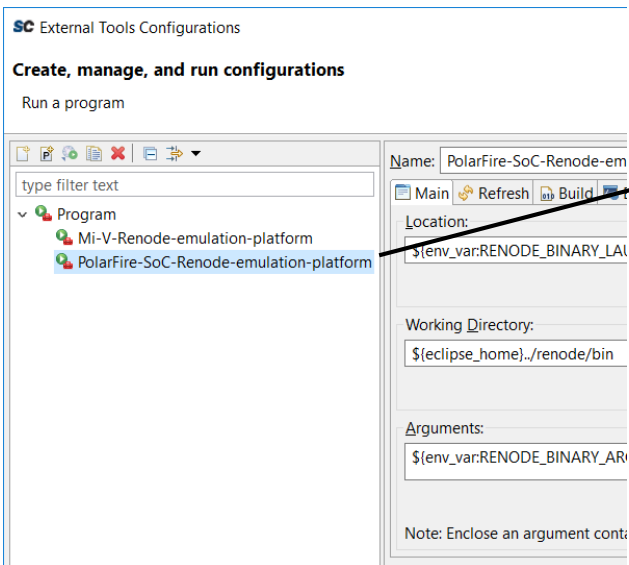 SC External Tools Configurations
Create, manage, and run configurations
Run a program
type filter text
Program
Mi-V-Renode-emulation-platform
PolarFire-SoC-Renode-emulation-platform
Name: PolarFire-SoC-Renode-em
Main Refresh Build
Location:
${env_var:RENODE_BINARY_LAU
Working Directory:
${eclipse_home}../renode/bin
Arguments:
${env_var:RENODE_BINARY_AR
Note: Enclose an argument conta